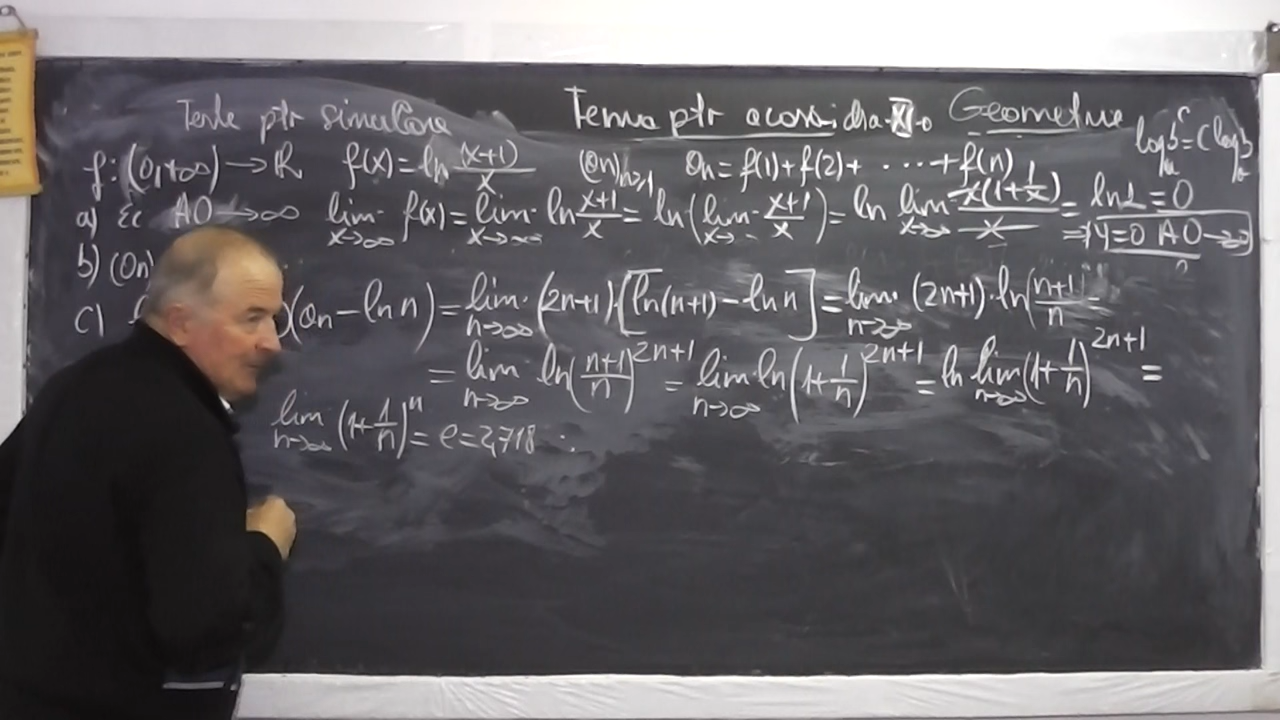 Teste ptr simulare Tema ptr acasă idra X-a Geometrie
log_a b^c = c log_a b
f: (0, +∞) → R f(x) = ln (x+1)/x (an)n≥1 an = f(1) + f(2) + ...... + f(n)
a) Ec AO → ∞ lim x→∞ f(x) = lim x→∞ ln (x+1)/x = ln( lim x→∞ (x+1)/x ) = ln lim x→∞ x(1 + 1/x)/x = ln 1 = 0
⇒ y = 0 AO → ∞
b) (an)
c) )(an − ln n) = lim n→∞ (2n+1) · [ln(n+1) − ln n] = lim n→∞ (2n+1) · ln( (n+1)/n ) =
= lim n→∞ ln( (n+1)/n )^2n+1 = lim n→∞ ln (1 + 1/n)^2n+1 = ln lim n→∞ (1 + 1/n)^2n+1 =
lim n→∞ (1 + 1/n)^n = e = 2,718 ..